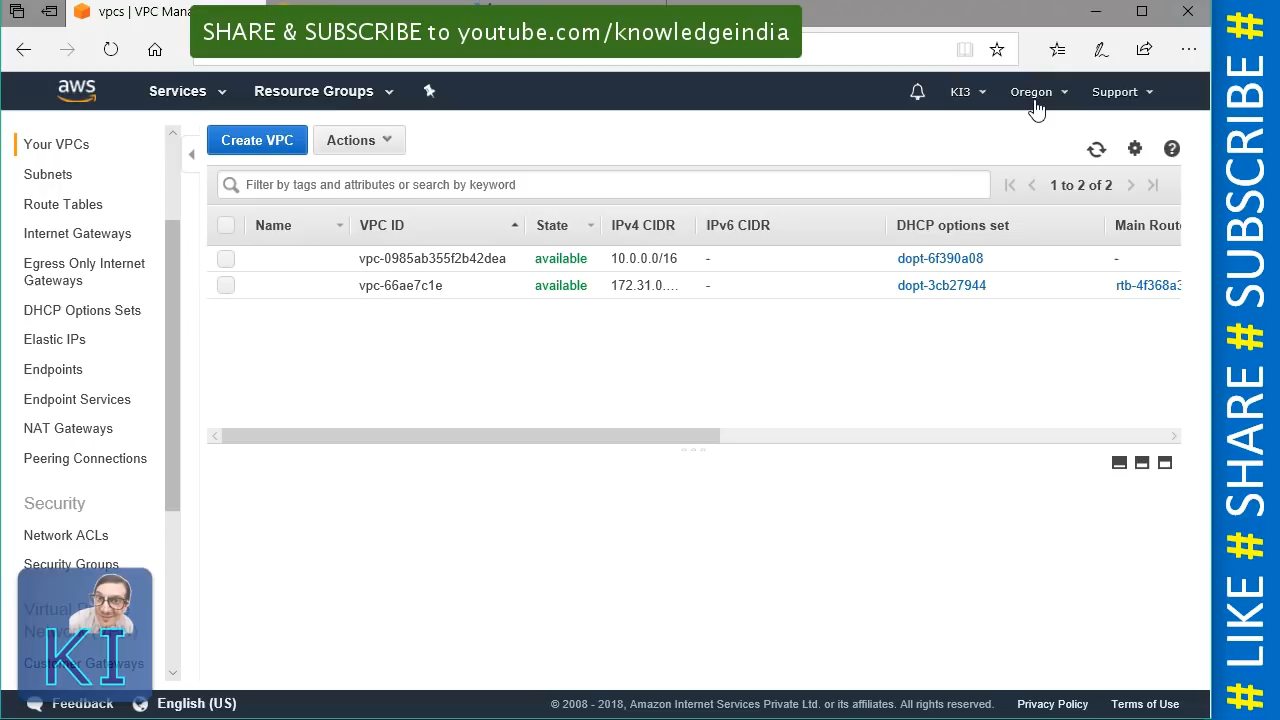 vpcs | VPC Man
SHARE & SUBSCRIBE to youtube.com/knowledgeindia
aws
Services
Resource Groups
KI3
Oregon
Support
Your VPCs
Subnets
Route Tables
Internet Gateways
Egress Only Internet
Gateways
DHCP Options Sets
Elastic IPs
Endpoints
Endpoint Services
NAT Gateways
Peering Connections
Security
Network ACLs
Security Groups
Customer Gateways
KI
Create VPC
Actions
Filter by tags and attributes or search by keyword
1 to 2 of 2
Name VPC ID State IPv4 CIDR IPv6 CIDR DHCP options set Main Route
vpc-0985ab355f2b42dea available 10.0.0.0/16 - dopt-6f390a08 -
vpc-66ae7c1e available 172.31.0.... - dopt-3cb27944 rtb-4f368a3
Feedback
English (US)
© 2008 - 2018, Amazon Internet Services Private Ltd. or its affiliates. All rights reserved.
Privacy Policy
Terms of Use
# LIKE # SHARE # SUBSCRIBE #